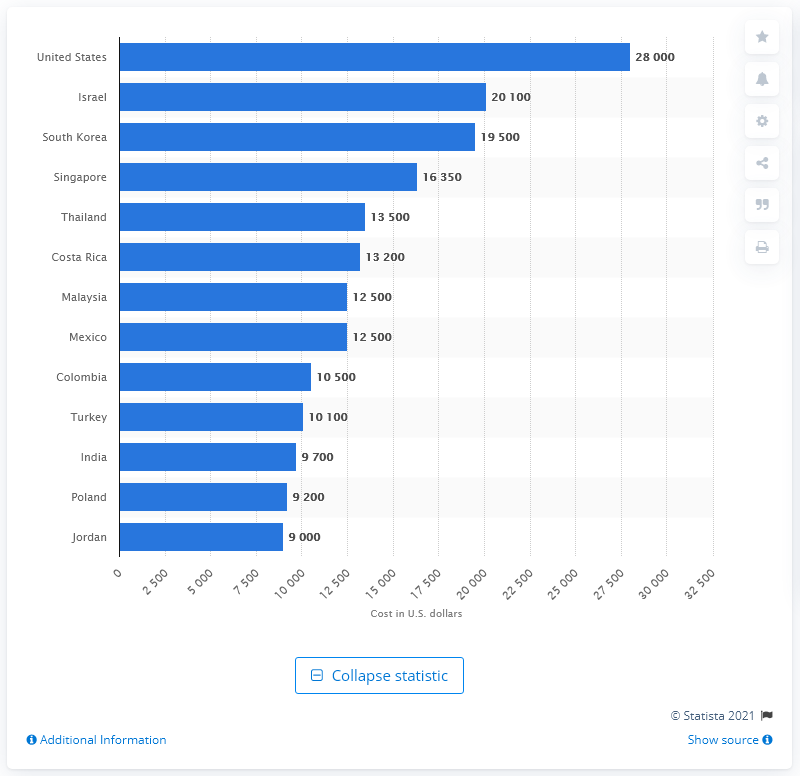 United States 28 000
Israel 20 100
South Korea 19 500
Singapore 16 350
Thailand 13 500
Costa Rica 13 200
Malaysia 12 500
Mexico 12 500
Colombia 10 500
Turkey 10 100
India 9 700
Poland 9 200
Jordan 9 000
0 2 500 5 000 7 500 10 000 12 500 15 000 17 500 20 000 22 500 25 000 27 500 30 000 32 500
Cost in U.S. dollars
Collapse statistic
© Statista 2021
Additional Information Show source